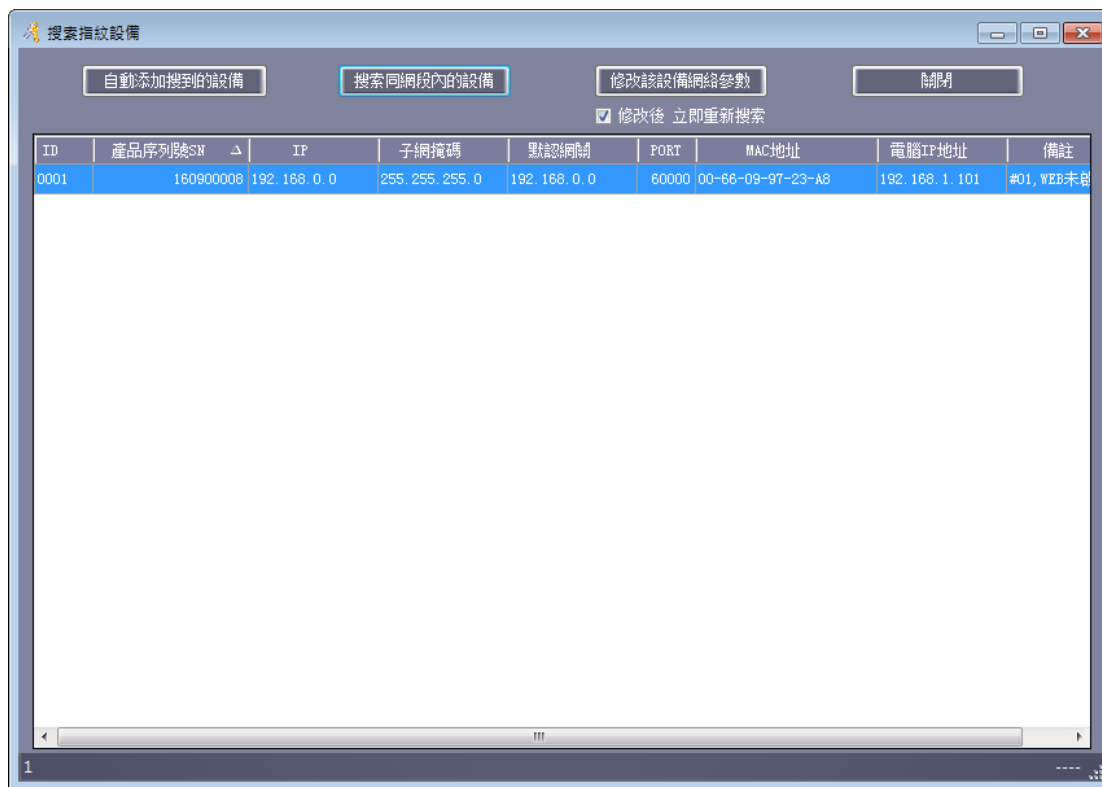 搜索指紋設備
自動添加搜到的設備 搜索同網段內的設備 修改該設備網絡參數 關閉
修改後 立即重新搜索
ID 產品序列號SN IP 子網掩碼 默認網關 PORT MAC地址 電腦IP地址 備註
0001 160900008 192.168.0.0 255.255.255.0 192.168.0.0 60000 00-66-09-97-23-A8 192.168.1.101 #01,WEB未啟
1 ----